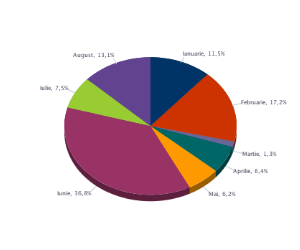 Ianuarie, 11,5%
August, 13,1%
Iulie, 7,5%
Februarie, 17,2%
Martie, 1,3%
Aprilie, 6,4%
Iunie, 36,8%
Mai, 6,2%